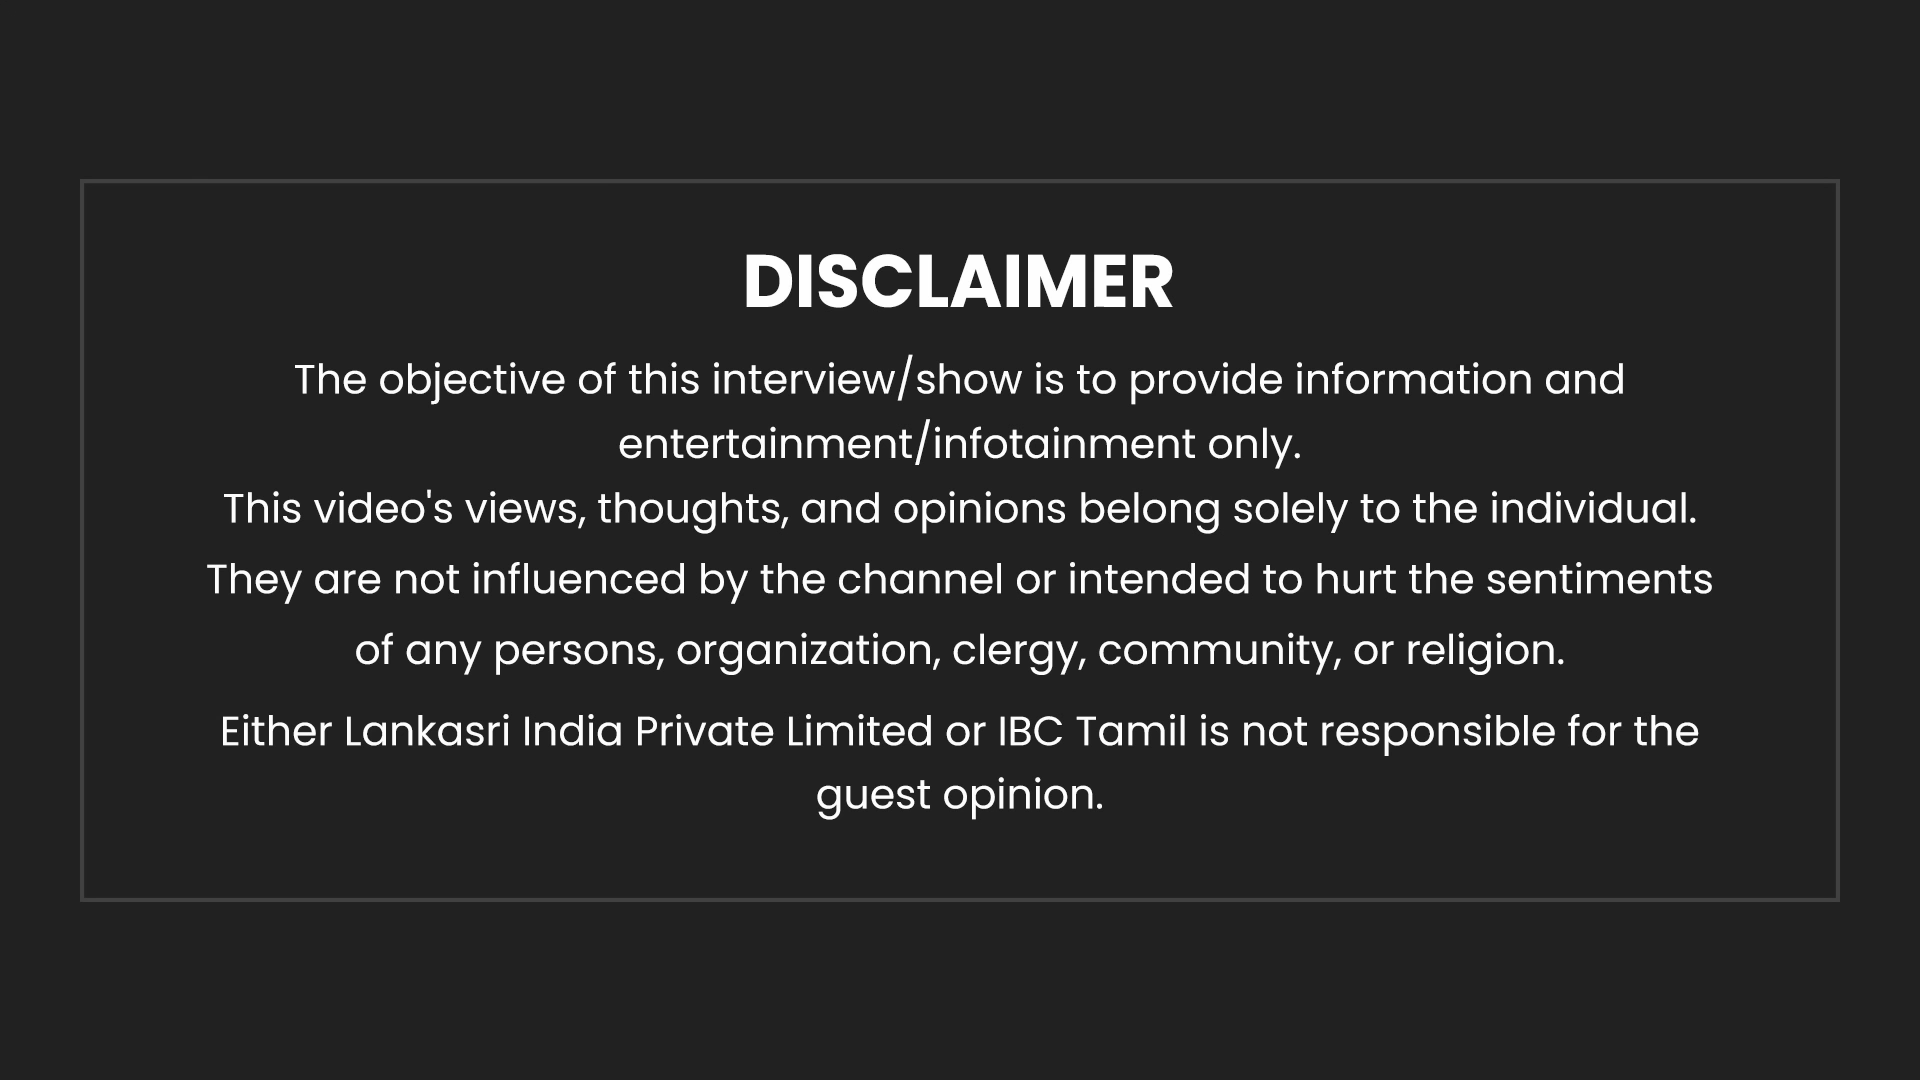 DISCLAIMER
The objective of this interview/show is to provide information and
entertainment/infotainment only.
This video's views, thoughts, and opinions belong solely to the individual.
They are not influenced by the channel or intended to hurt the sentiments
of any persons, organization, clergy, community, or religion.
Either Lankasri India Private Limited or IBC Tamil is not responsible for the
guest opinion.